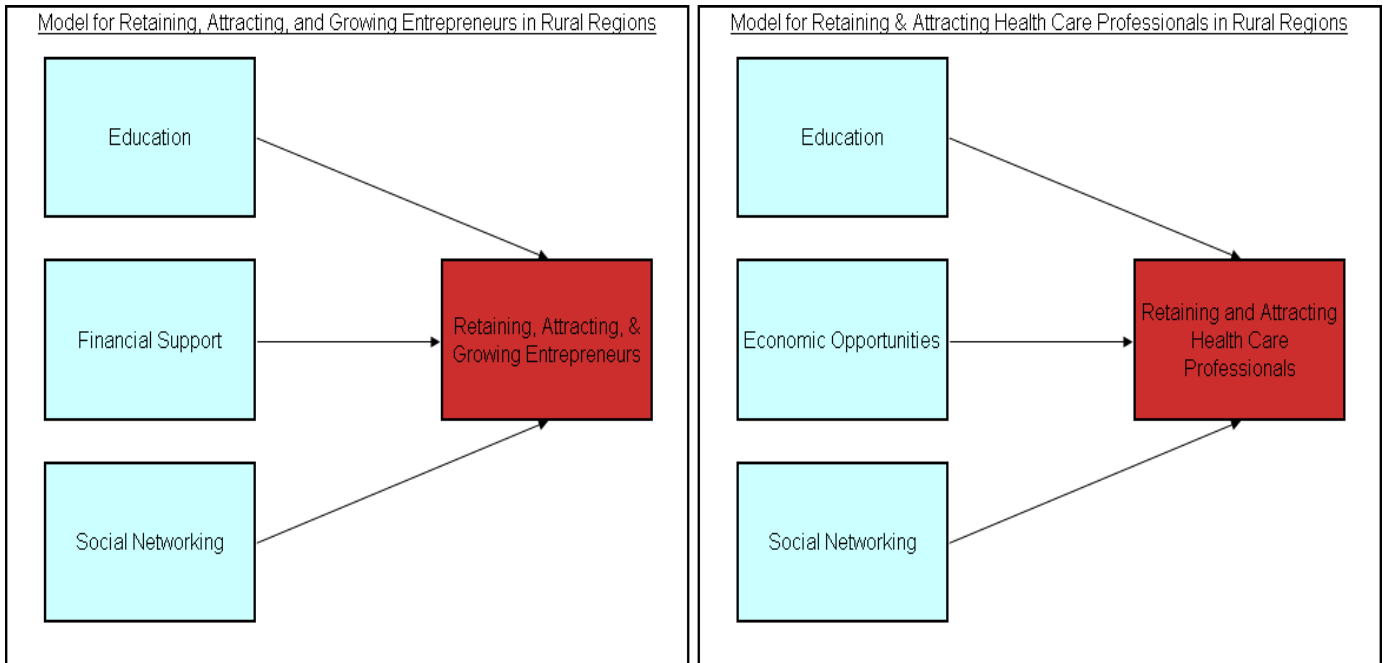 Model for Retaining, Attracting, and Growing Entrepreneurs in Rural Regions
Education
Financial Support
Retaining, Attracting, &
Growing Entrepreneurs
Social Networking
Model for Retaining & Attracting Health Care Professionals in Rural Regions
Education
Economic Opportunities
Retaining and Attracting
Health Care
Professionals
Social Networking